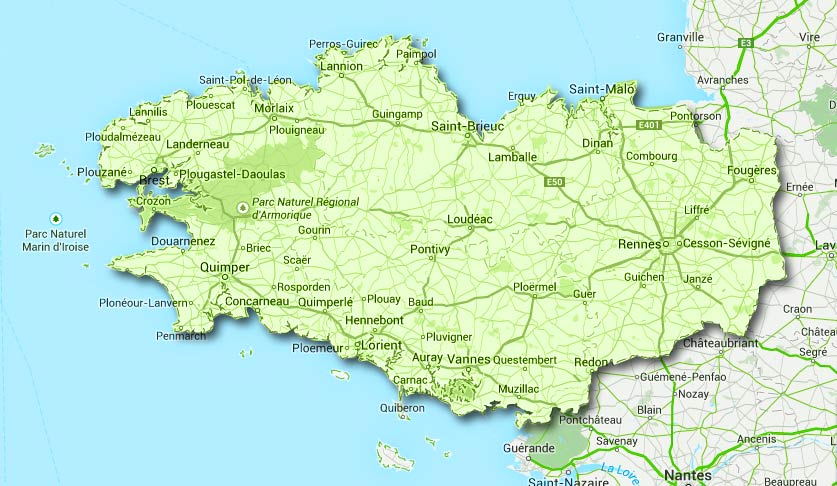 Granville
E3
Vire
Perros-Guirec
Paimpol
Lannion
Avranches
Saint-Pol-de-Léon
Erguy
Saint-Malo
Lannilis
Plouescat
Morlaix
Guingamp
Pontorson
Ploudalmézeau
Plouigneau
Saint-Brieuc
E401
Landerneau
Lamballe
Dinan
Combourg
Fougères
Plouzané
Brest
Plougastel-Daoulas
E50
Ernée
Crozon
Parc Naturel Régional
d'Armorique
Liffré
Parc Naturel
Marin d'Iroise
Loudéac
Gourin
Douarnenez
Briec
Pontivy
Rennes
Cesson-Sévigné
Lav
Scaër
Quimper
Guichen
Janzé
Rosporden
Ploërmel
Guer
Plonéour-Lanvern
Concarneau
Quimperlé
Plouay
Baud
Craon
Hennebont
Penmarch
Pluvigner
Château
Ploemeur
Lorient
Châteaubriant
Segré
Auray
Vannes
Questembert
Redon
Carnac
Guémené-Penfao
Muzillac
Nozay
Quiberon
Blain
Pontchâteau
Guérande
Savenay
Ancenis
La Loire
Saint-Nazaire
Nantes
Beaupreau